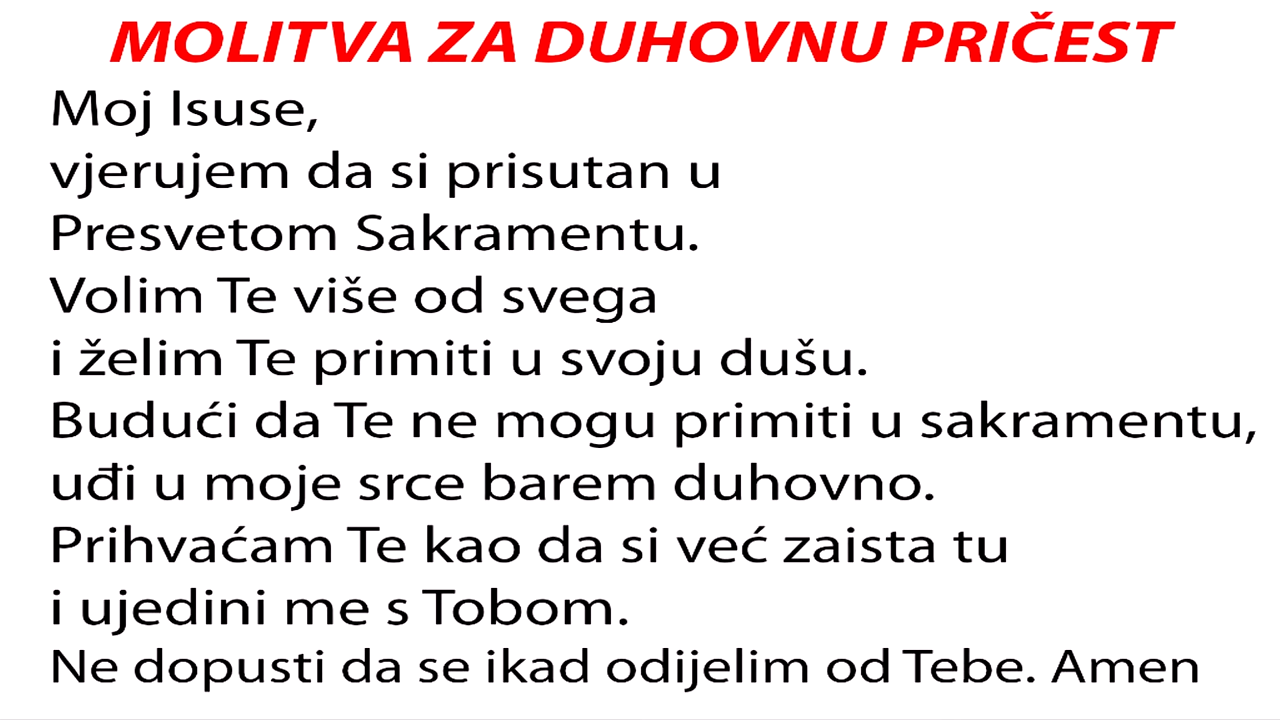 MOLITVA ZA DUHOVNU PRIČEST
Moj Isuse,
vjerujem da si prisutan u
Presvetom Sakramentu.
Volim Te više od svega
i želim Te primiti u svoju dušu.
Budući da Te ne mogu primiti u sakramentu,
uđi u moje srce barem duhovno.
Prihvaćam Te kao da si već zaista tu
i ujedini me s Tobom.
Ne dopusti da se ikad odijelim od Tebe. Amen